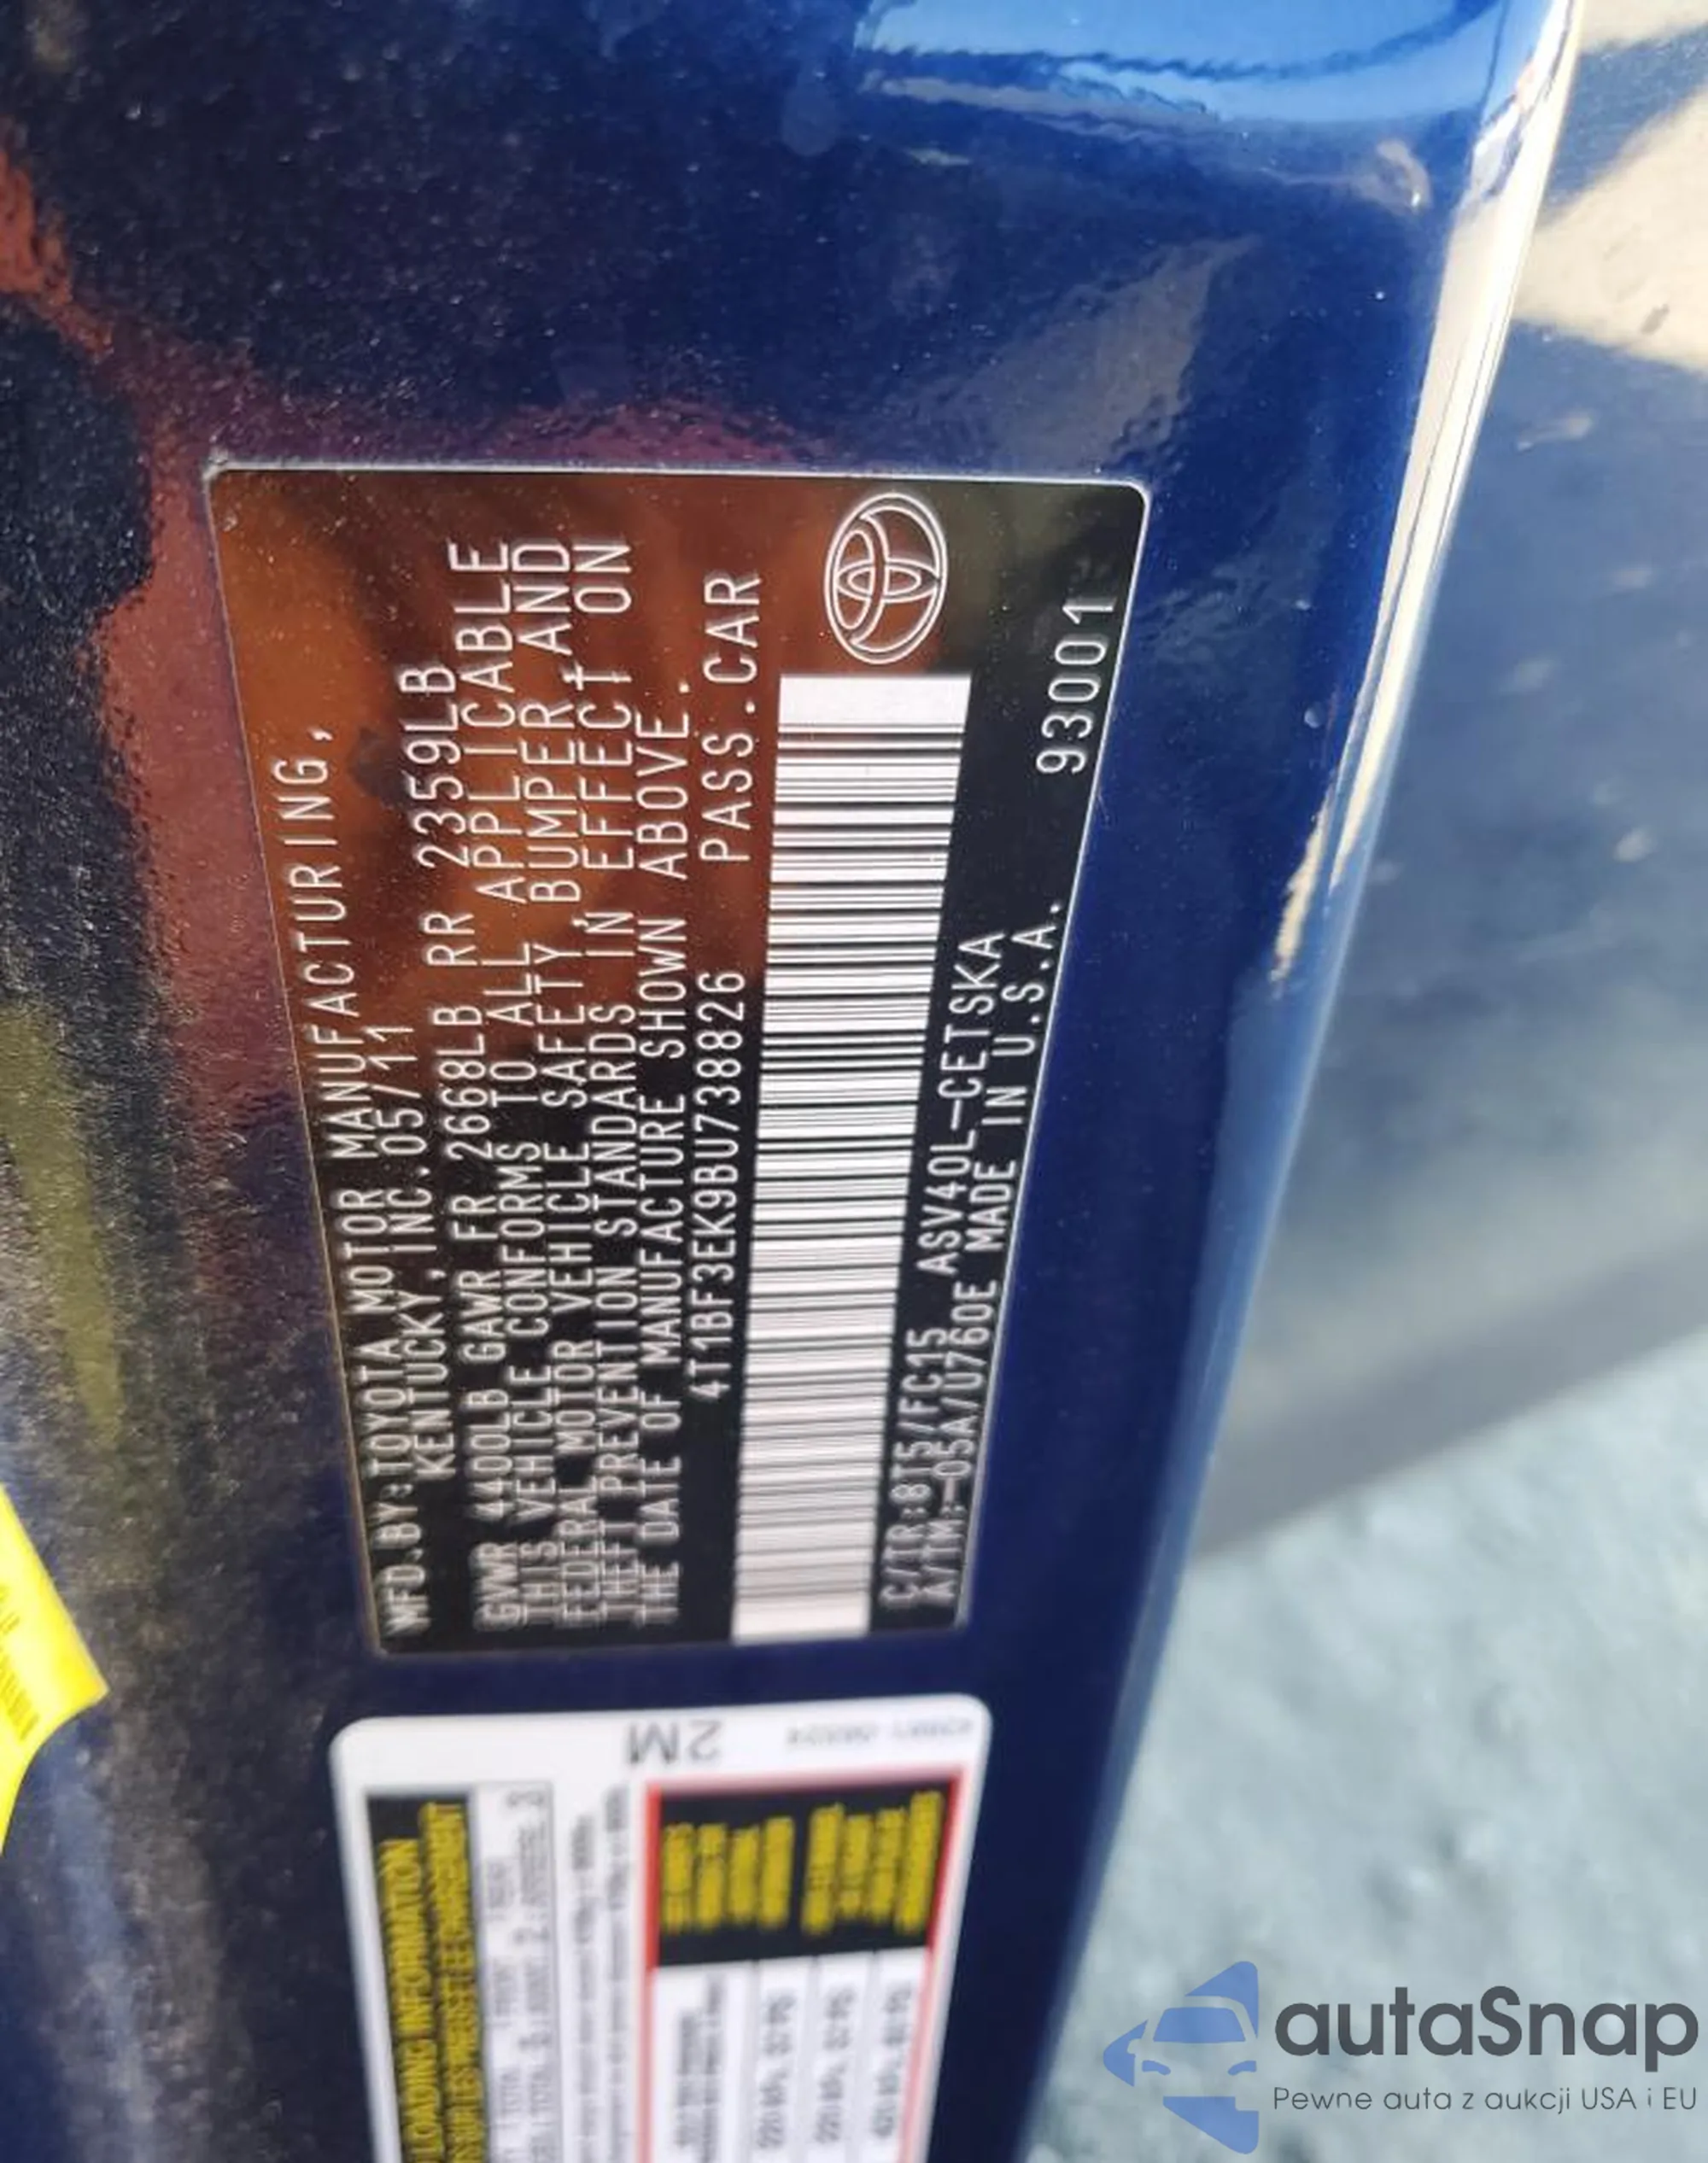 MFD.BY:TOYOTA MOTOR MANUFACTURING,
KENTUCKY,INC.05/11
GVWR 4400LB GAWR FR 2668LB RR 2359LB
THIS VEHICLE CONFORMS TO ALL APPLICABLE
FEDERAL MOTOR VEHICLE SAFETY BUMPER,AND
THEFT PREVENTION STANDARDS IN EFFECT ON
THE DATE OF MANUFACTURE SHOWN ABOVE.
4T1BF3EK9BU738826 PASS.CAR
C/TR:8T5/FC15 ASV40L-CETSKA
A/TM:-05A/U760E MADE IN U.S.A.
93001
2M
LOADING INFORMATION
autaSnap
Pewne auta z aukcji USA i EU